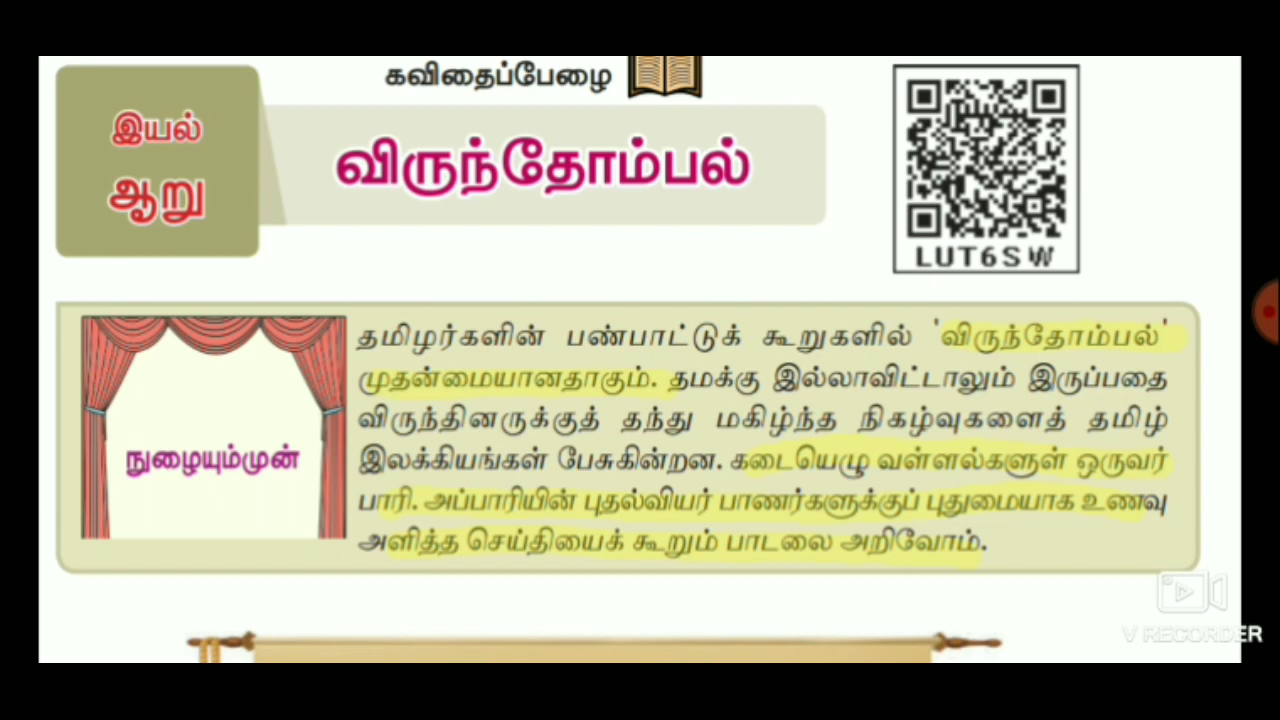 கவிதைப்பேழை
இயல்
ஆறு
விருந்தோம்பல்
LUT6SW
நுழையும்முன்
தமிழர்களின் பண்பாட்டுக் கூறுகளில் 'விருந்தோம்பல்'
முதன்மையானதாகும். தமக்கு இல்லாவிட்டாலும் இருப்பதை
விருந்தினருக்குத் தந்து மகிழ்ந்த நிகழ்வுகளைத் தமிழ்
இலக்கியங்கள் பேசுகின்றன. கடையெழு வள்ளல்களுள் ஒருவர்
பாரி. அப்பாரியின் புதல்வியர் பாணர்களுக்குப் புதுமையாக உணவு
அளித்த செய்தியைக் கூறும் பாடலை அறிவோம்.
V RECORDER